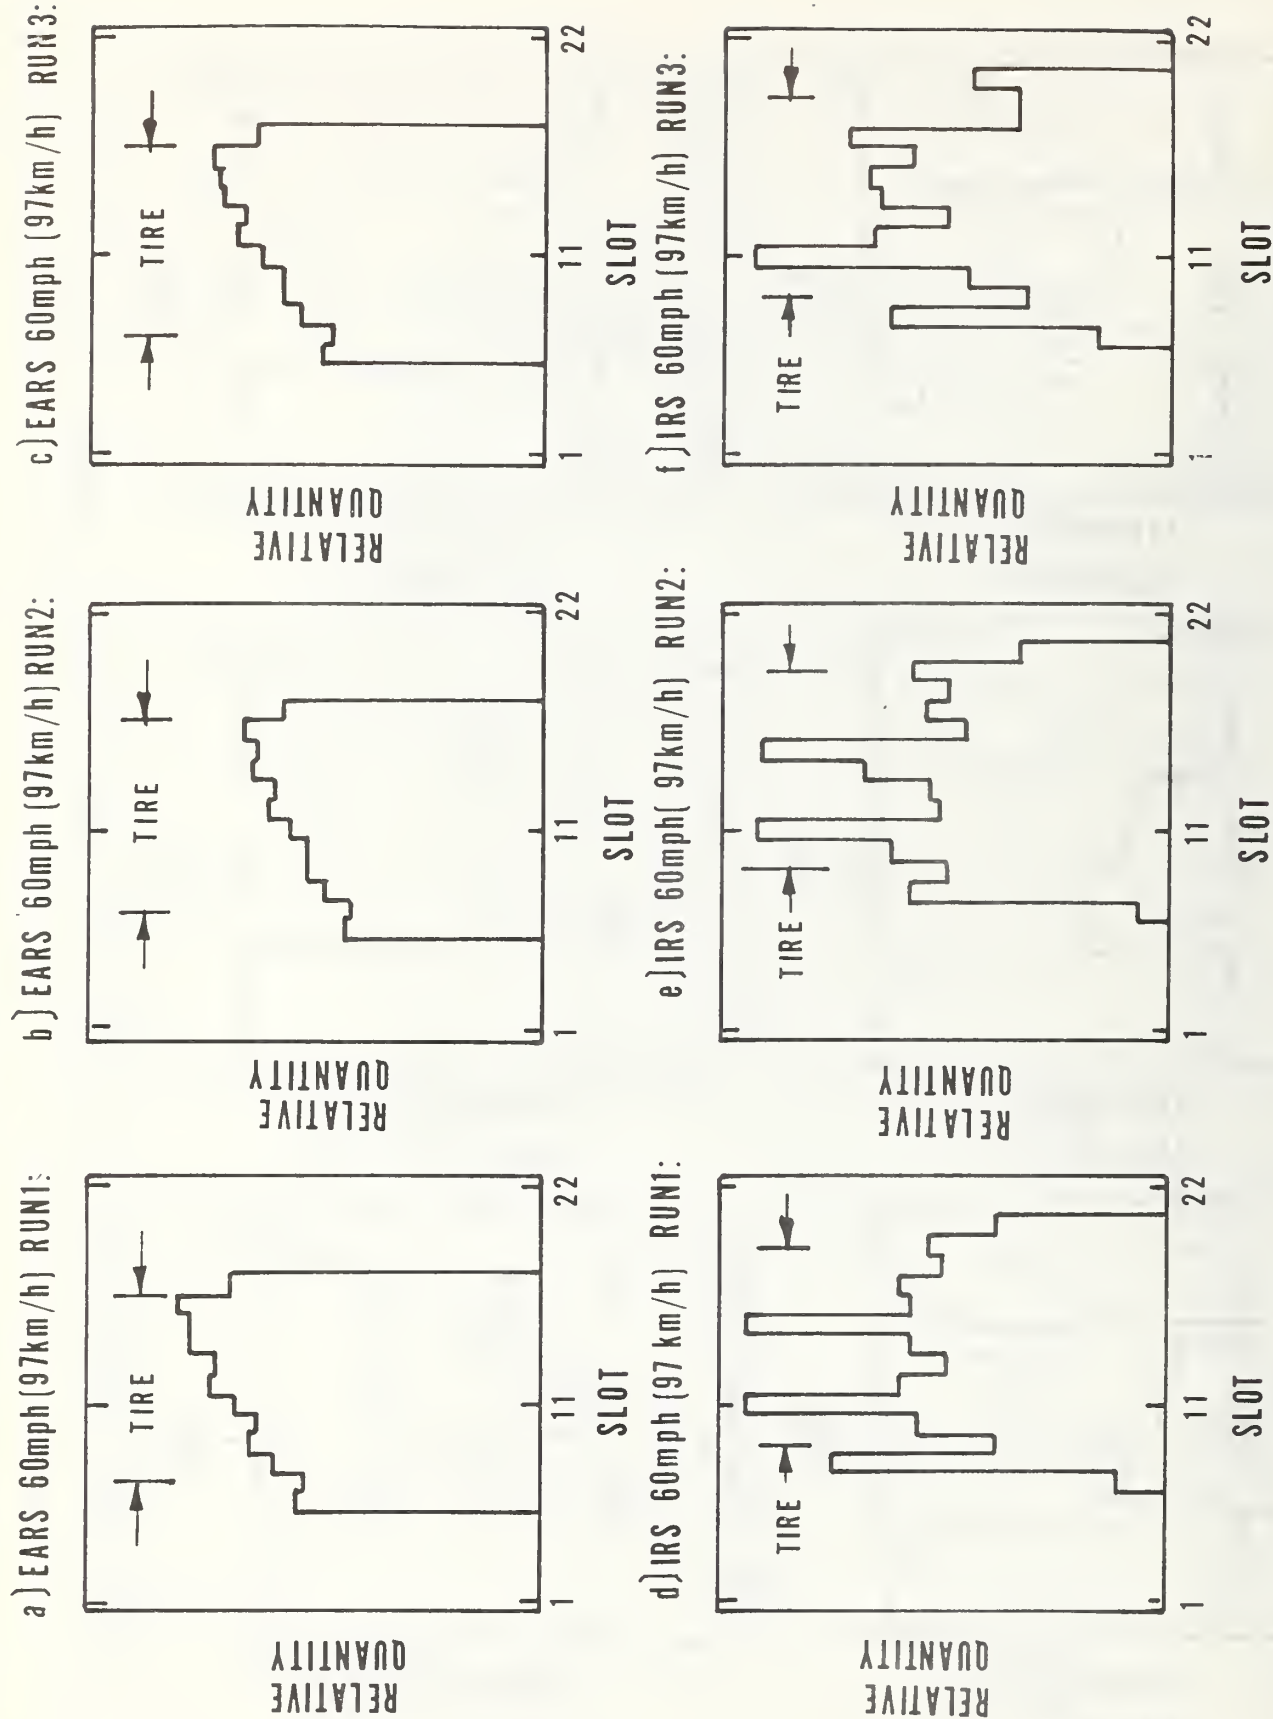 a)EARS 60mph(97km/h) RUN1:
RELATIVE
QUANTITY
TIRE
1
11
22
SLOT
b)EARS 60mph(97km/h)RUN2:
RELATIVE
QUANTITY
TIRE
1
11
22
SLOT
c)EARS 60mph(97km/h) RUN3:
RELATIVE
QUANTITY
TIRE
1
11
22
SLOT
d)IRS 60mph(97 km/h) RUN1:
RELATIVE
QUANTITY
TIRE
1
11
22
SLOT
e)IRS 60mph( 97km/h) RUN2:
RELATIVE
QUANTITY
TIRE
1
11
22
SLOT
f)IRS 60mph(97km/h) RUN3:
RELATIVE
QUANTITY
TIRE
1
11
22
SLOT